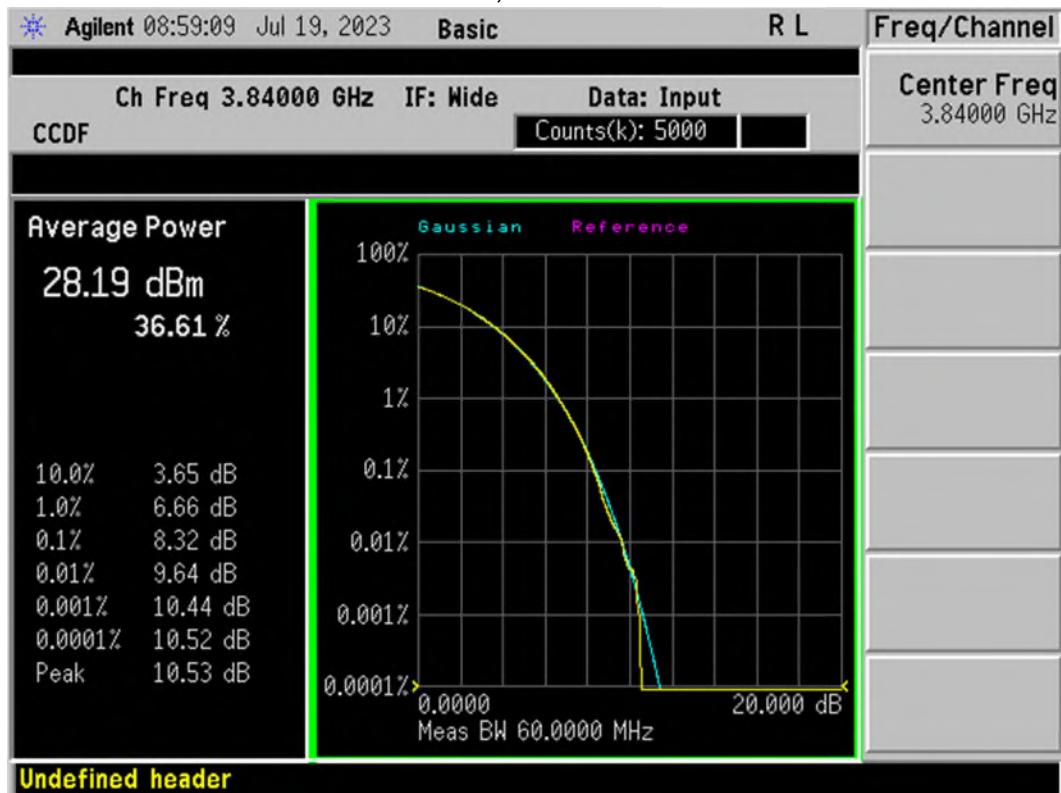 Agilent 08:59:09 Jul 19, 2023 Basic R L Freq/Channel
Ch Freq 3.84000 GHz IF: Wide Data: Input
CCDF Counts(k): 5000
Center Freq
3.84000 GHz
Average Power
28.19 dBm
36.61 %
10.0% 3.65 dB
1.0% 6.66 dB
0.1% 8.32 dB
0.01% 9.64 dB
0.001% 10.44 dB
0.0001% 10.52 dB
Peak 10.53 dB
Gaussian Reference
100%
10%
1%
0.1%
0.01%
0.001%
0.0001%
0.0000 20.000 dB
Meas BW 60.0000 MHz
Undefined header